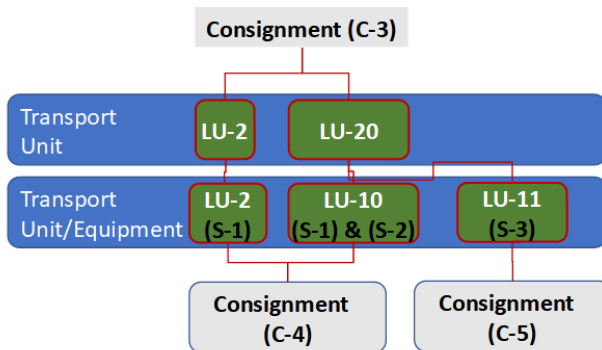 Consignment (C-3)
Transport
Unit
LU-2
LU-20
Transport
Unit/Equipment
LU-2
(S-1)
LU-10
(S-1) & (S-2)
LU-11
(S-3)
Consignment
(C-4)
Consignment
(C-5)